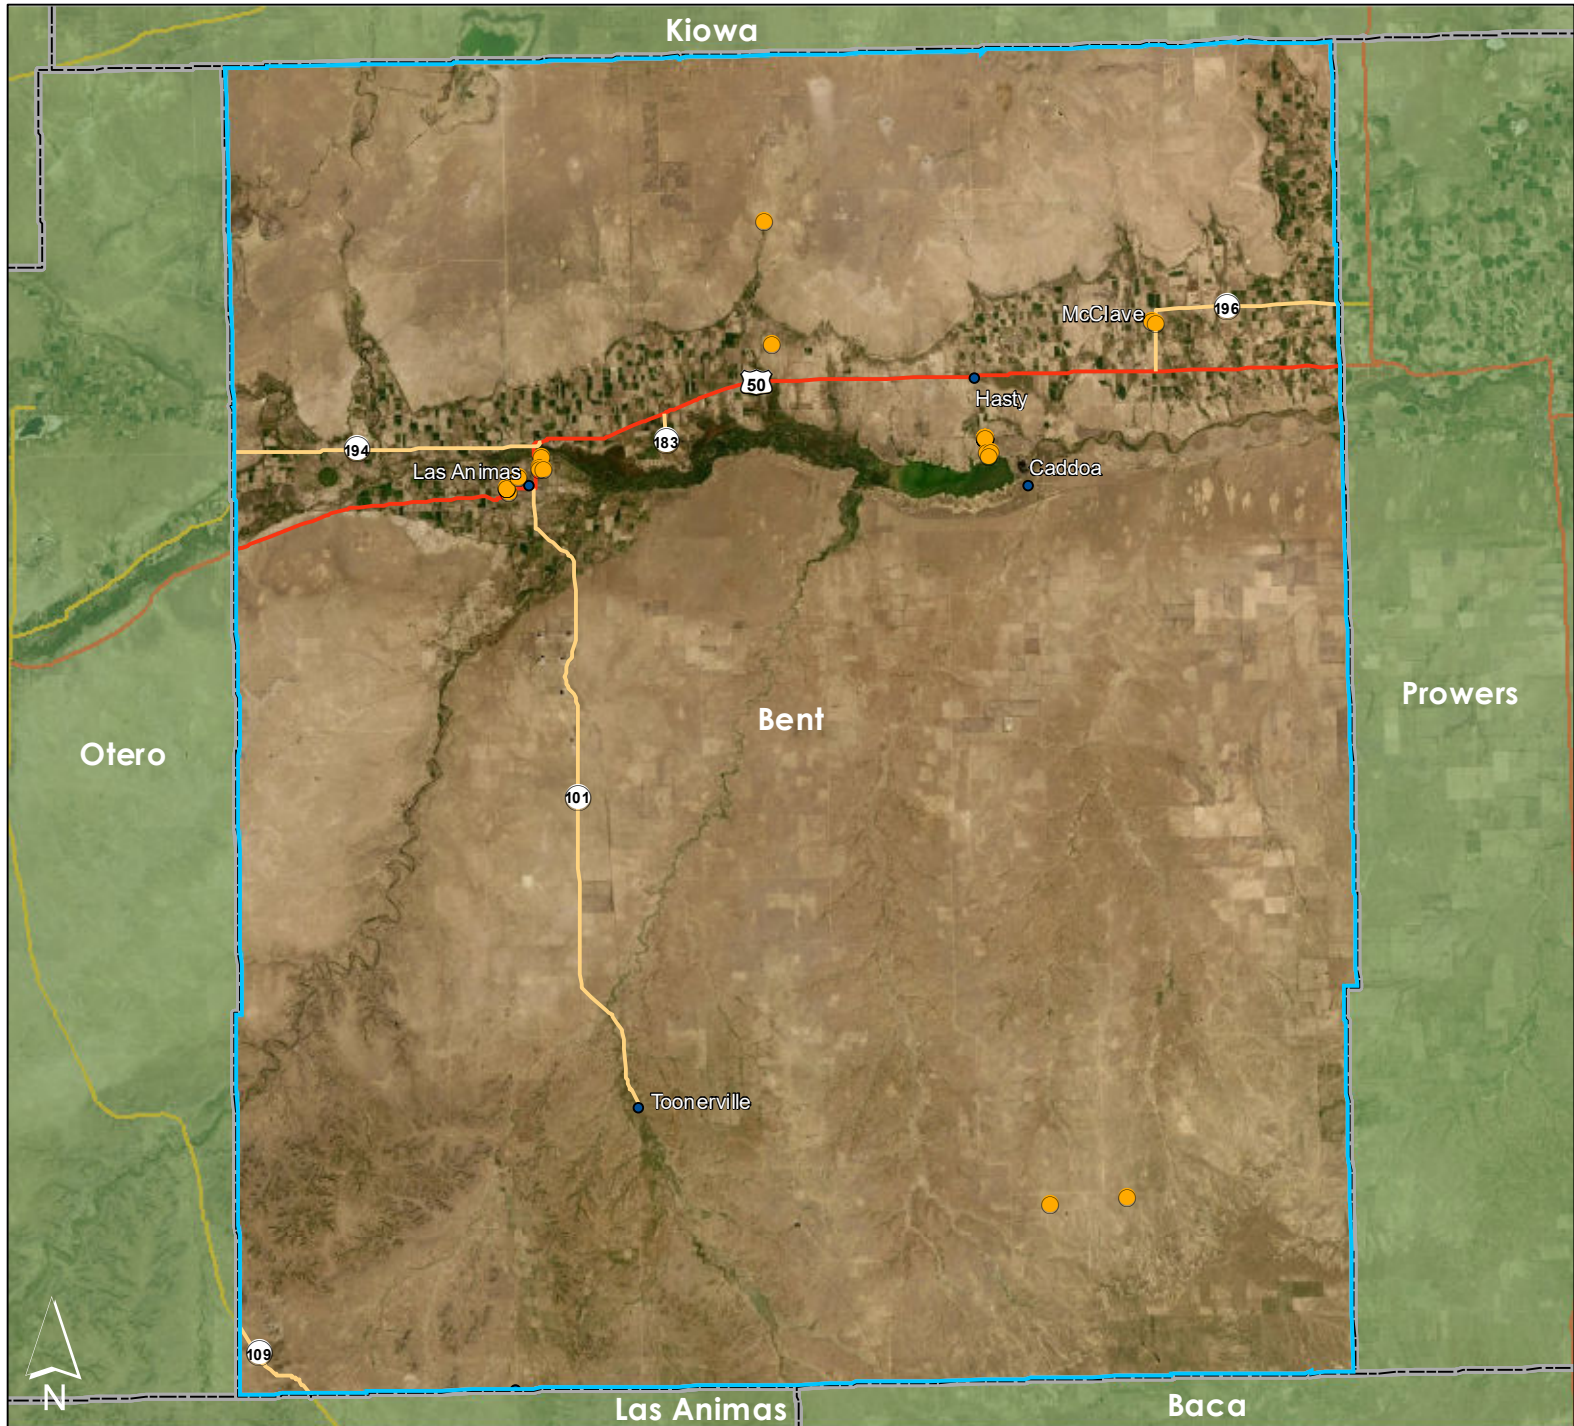 Kiowa
McClave
196
50
Hasty
194
183
Las Animas
Caddoa
Prowers
Bent
Otero
101
Toonerville
109
N
Las Animas
Baca